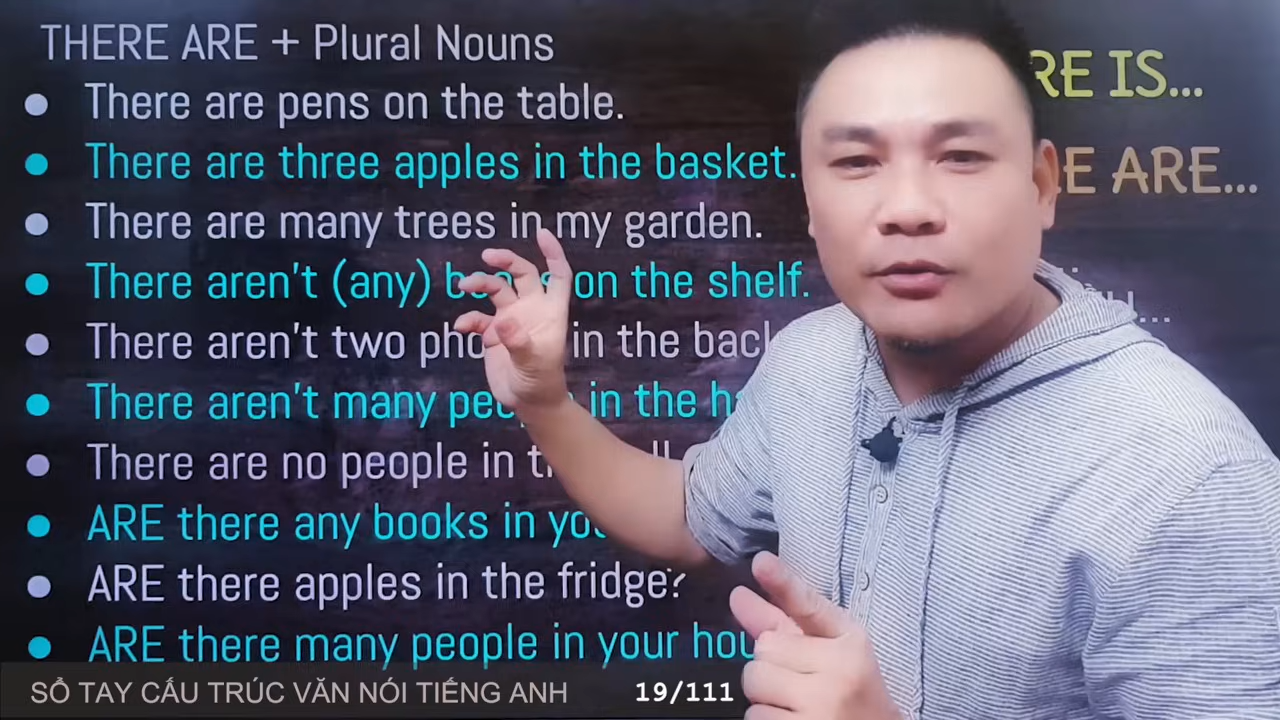 THERE ARE + Plural Nouns
• There are pens on the table.
• There are three apples in the basket.
• There are many trees in my garden.
• There aren't (any) on the shelf.
• There aren't two in the
• There aren't many in the
• There are no people in
• ARE there any books in
• ARE there apples in the fridge?
• ARE there many people in your
IS...
ARE...
SỔ TAY CẤU TRÚC VĂN NÓI TIẾNG ANH
19/111